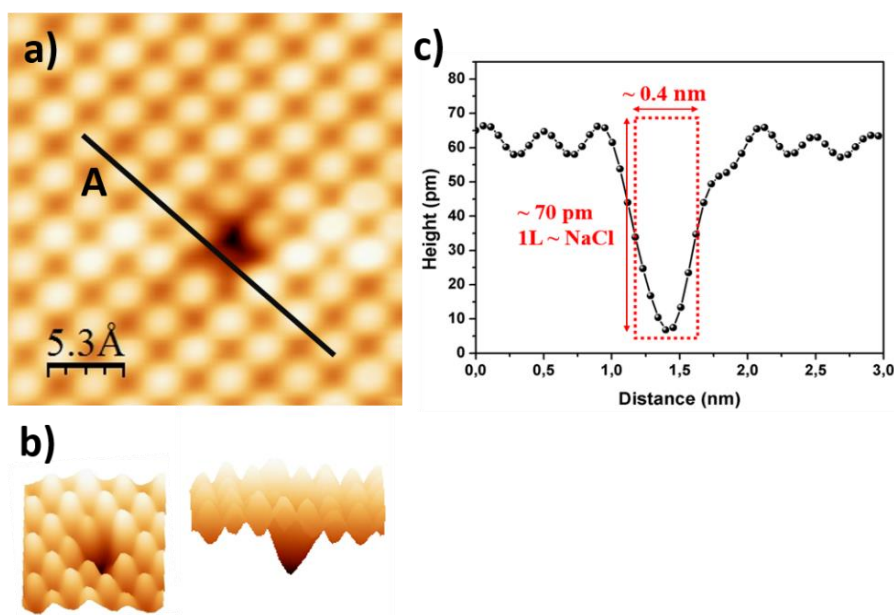 a)
A
5.3Å
b)
c)
~ 0.4 nm
~ 70 pm
1L ~ NaCl
Height (pm)
85
80
70
60
50
40
30
20
10
0
0,0 0,5 1,0 1,5 2,0 2,5 3,0
Distance (nm)